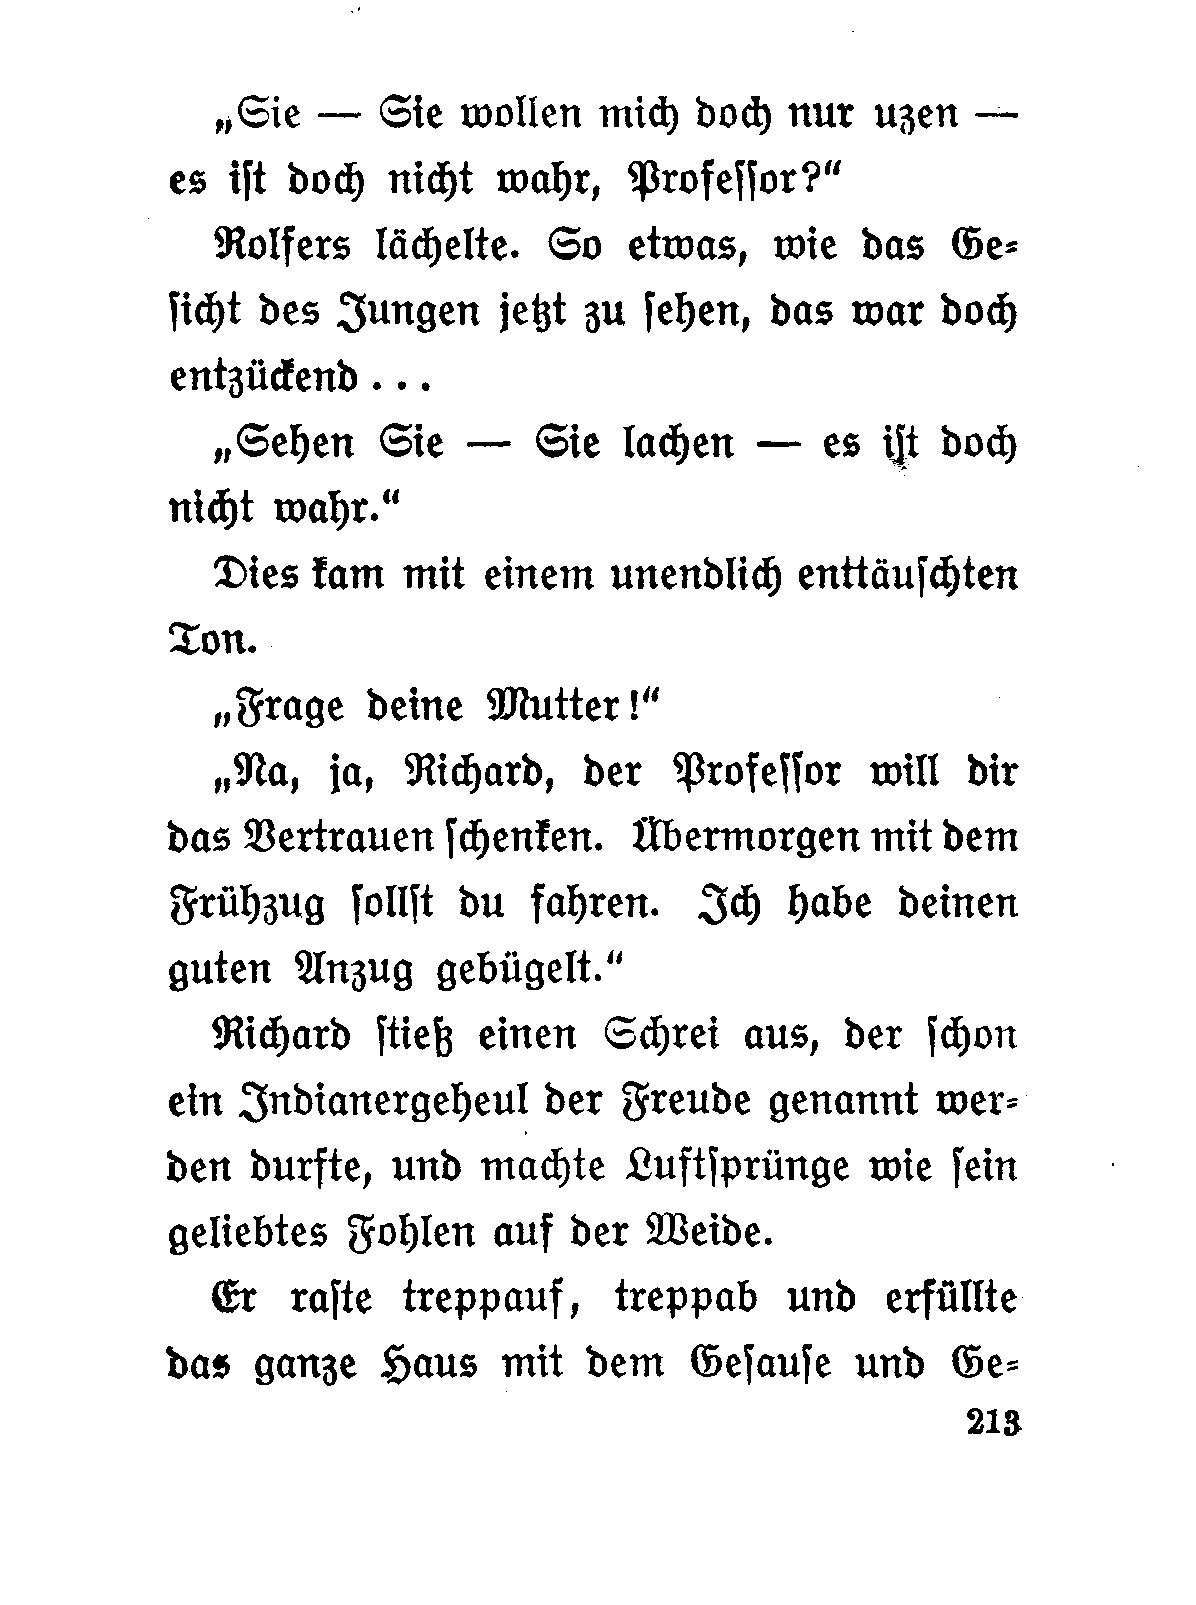 „Sie — Sie wollen mich doch nur uzen —
es iſt doch nicht wahr, Profeſſor?“
Rolfers lächelte. So etwas, wie das Ge-
ſicht des Jungen jetzt zu ſehen, das war doch
entzückend . . .
„Sehen Sie — Sie lachen — es iſt doch
nicht wahr.“
Dies kam mit einem unendlich enttäuſchten
Ton.
„Frage deine Mutter!“
„Na, ja, Richard, der Profeſſor will dir
das Vertrauen ſchenken. Übermorgen mit dem
Frühzug ſollſt du fahren. Ich habe deinen
guten Anzug gebügelt.“
Richard ſtieß einen Schrei aus, der ſchon
ein Indianergeheul der Freude genannt wer-
den durfte, und machte Luftſprünge wie ſein
geliebtes Fohlen auf der Weide.
Er raſte treppauf, treppab und erfüllte
das ganze Haus mit dem Geſauſe und Ge-
213